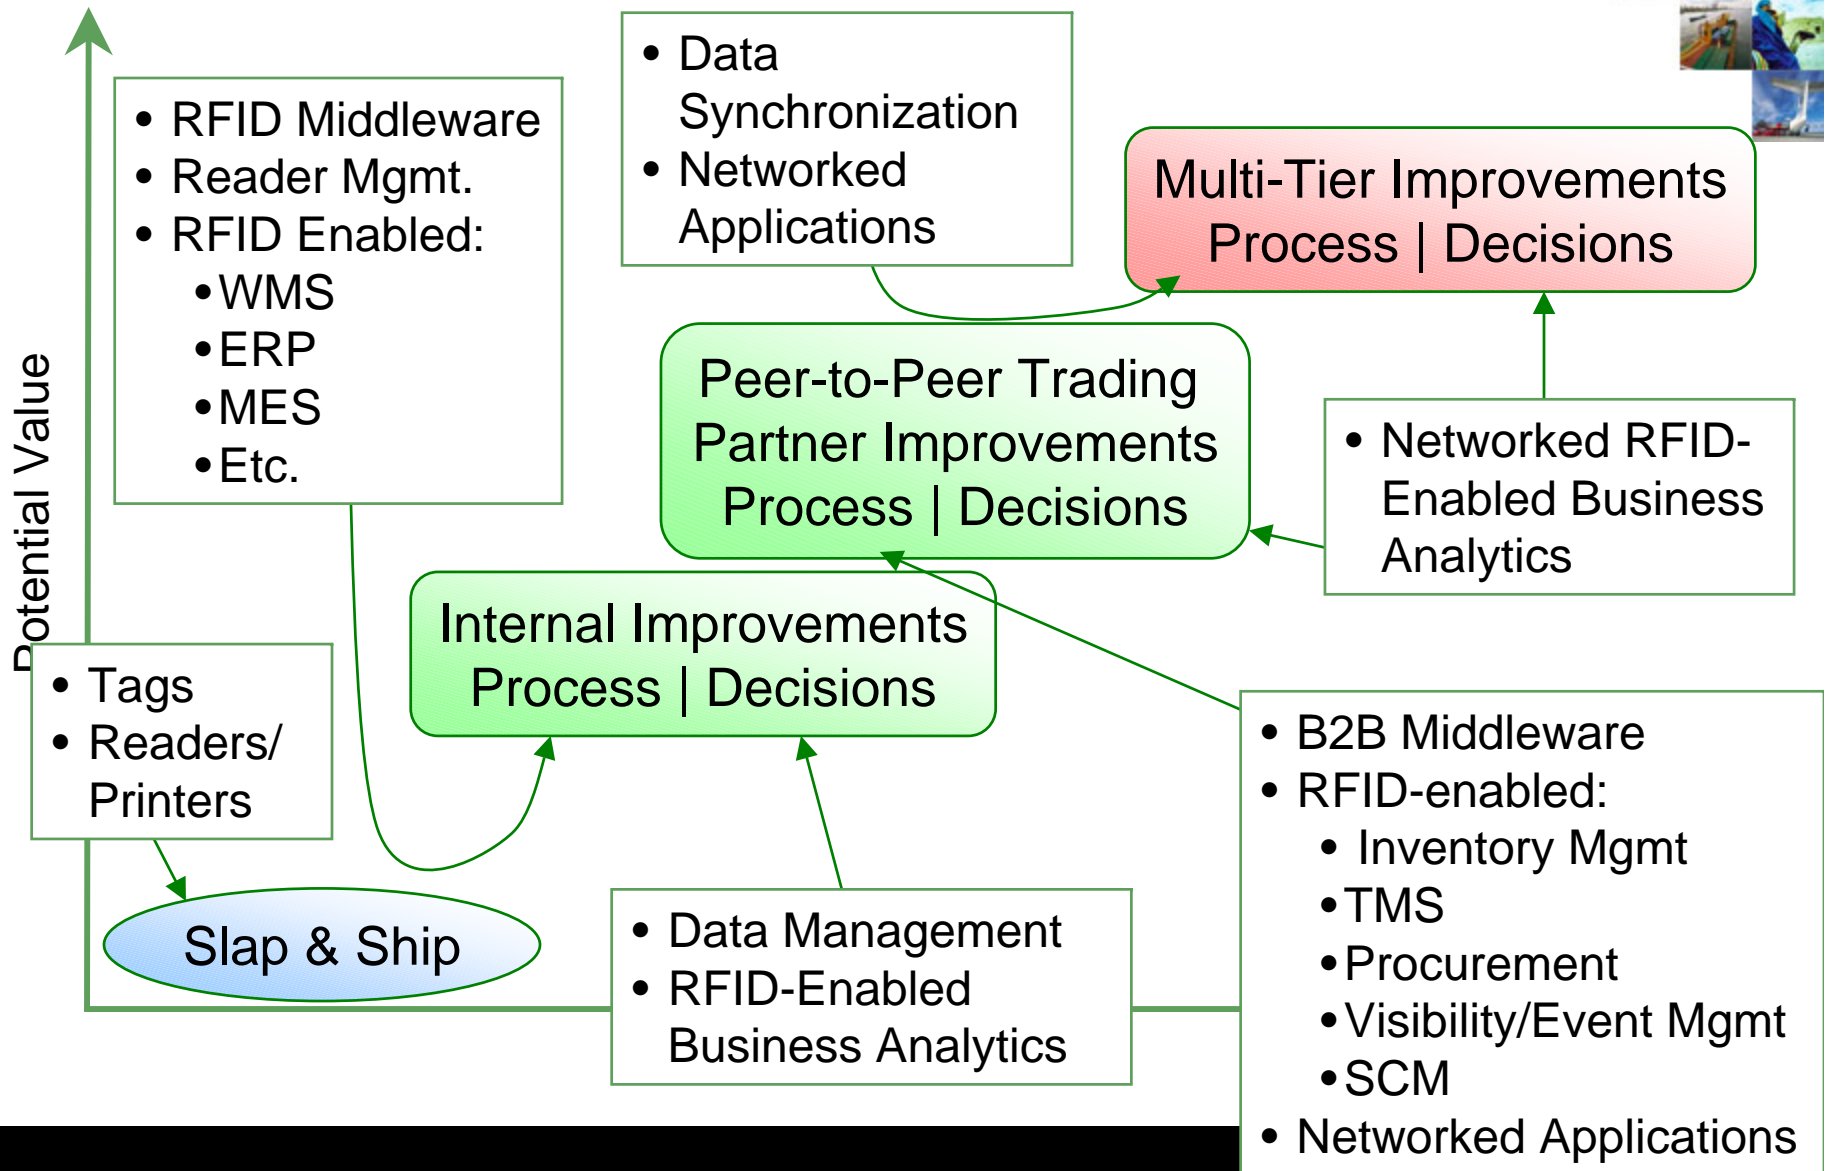 Potential Value
• RFID Middleware
• Reader Mgmt.
• RFID Enabled:
•WMS
•ERP
•MES
•Etc.
• Data
Synchronization
• Networked
Applications
Multi-Tier Improvements
Process | Decisions
Peer-to-Peer Trading
Partner Improvements
Process | Decisions
• Networked RFID-
Enabled Business
Analytics
Internal Improvements
Process | Decisions
• Tags
• Readers/
Printers
Slap & Ship
• Data Management
• RFID-Enabled
Business Analytics
• B2B Middleware
• RFID-enabled:
• Inventory Mgmt
•TMS
•Procurement
•Visibility/Event Mgmt
•SCM
• Networked Applications